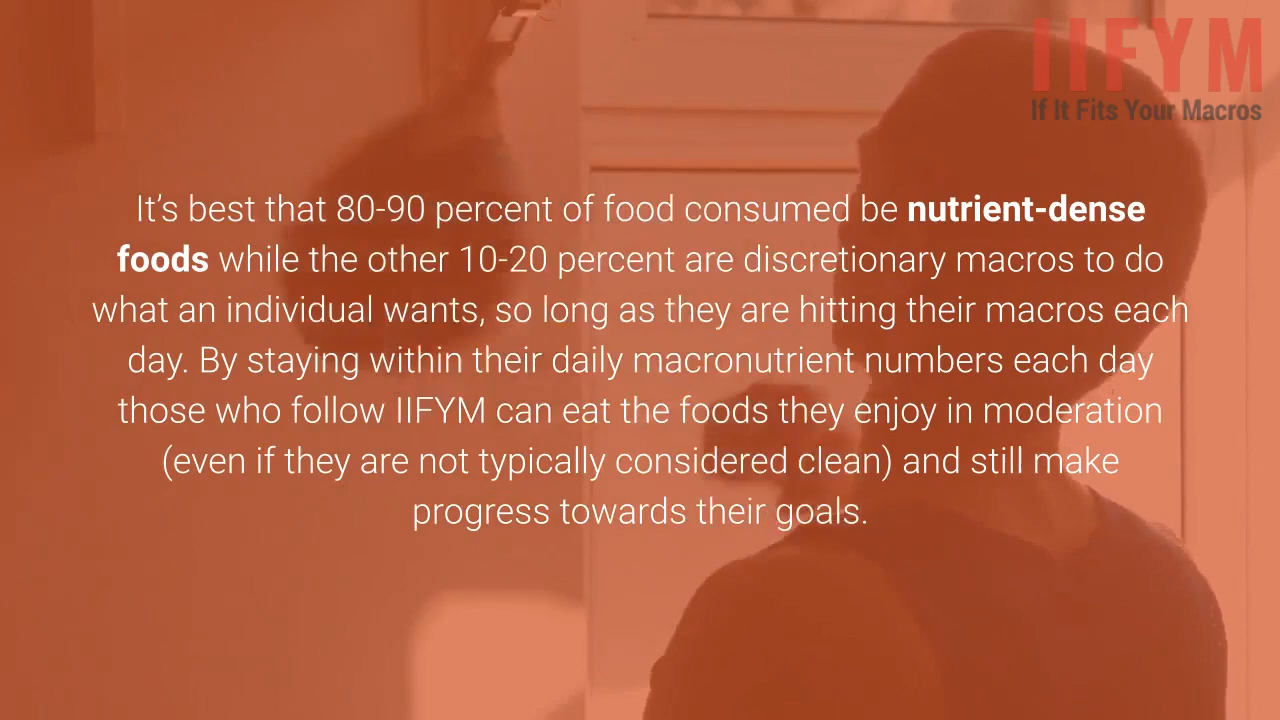 IIFYM
If It Fits Your Macros
It’s best that 80-90 percent of food consumed be nutrient-dense
foods while the other 10-20 percent are discretionary macros to do
what an individual wants, so long as they are hitting their macros each
day. By staying within their daily macronutrient numbers each day
those who follow IIFYM can eat the foods they enjoy in moderation
(even if they are not typically considered clean) and still make
progress towards their goals.